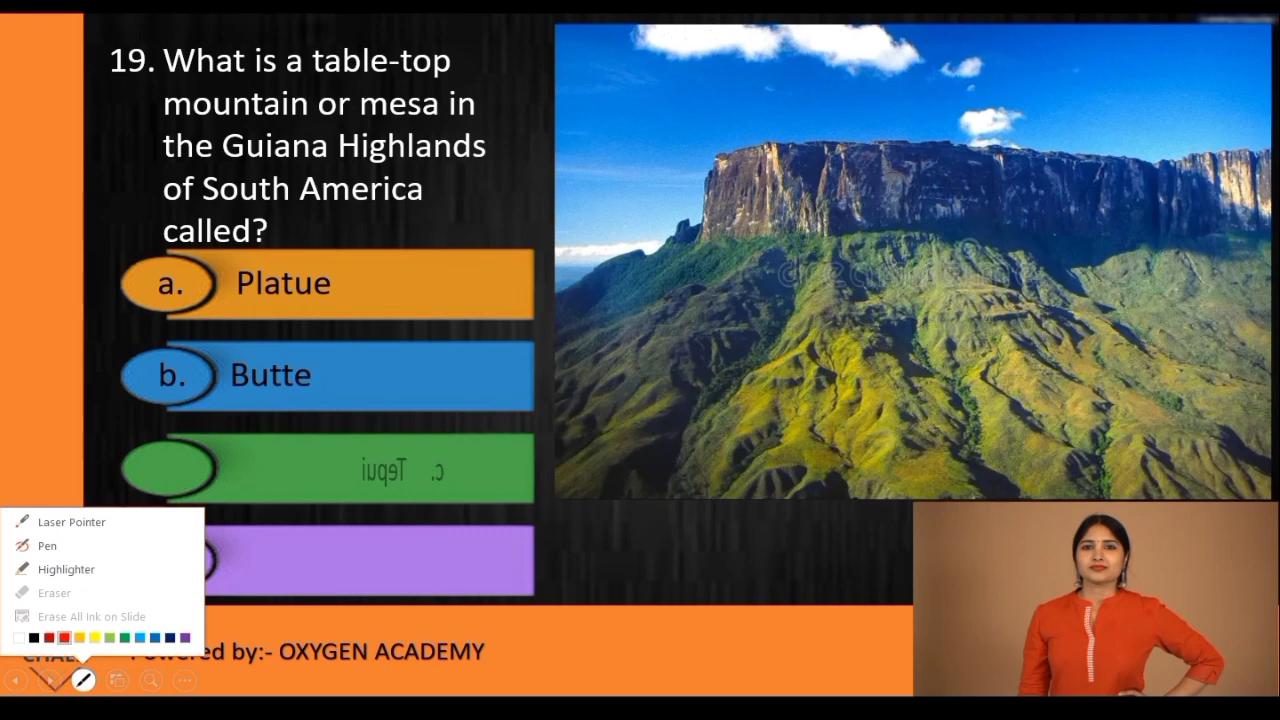 19. What is a table-top
mountain or mesa in
the Guiana Highlands
of South America
called?
a. Platue
b. Butte
c. Tepui
Laser Pointer
Pen
Highlighter
Eraser
Erase All Ink on Slide
by:- OXYGEN ACADEMY